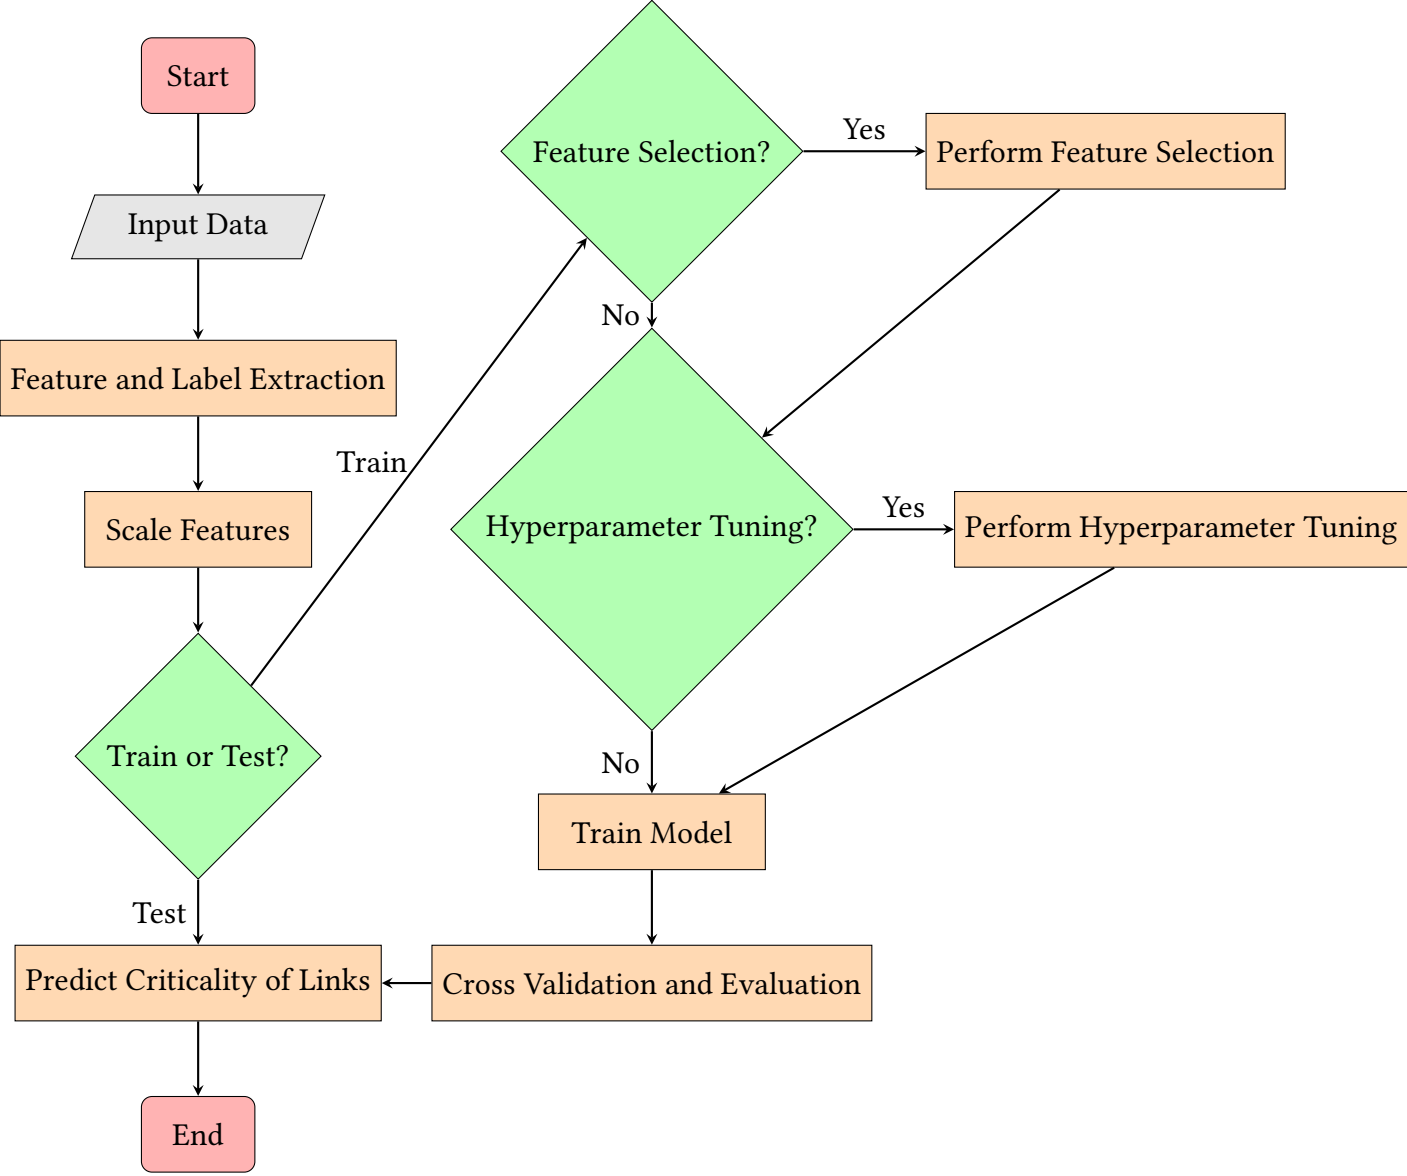 Start
Input Data
Feature and Label Extraction
Scale Features
Train or Test?
Train
Test
Feature Selection?
Yes
Perform Feature Selection
No
Hyperparameter Tuning?
Yes
Perform Hyperparameter Tuning
No
Train Model
Cross Validation and Evaluation
Predict Criticality of Links
End